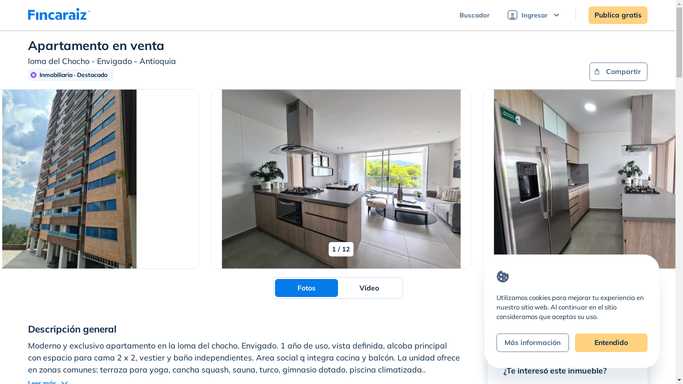 Fincaraiz
Buscador
Ingresar
Publica gratis
Apartamento en venta
loma del Chocho - Envigado - Antioquia
Inmobiliaria · Destacado
Compartir
1 / 12
Fotos
Video
Descripción general
Moderno y exclusivo apartamento en la loma del chocho. Envigado. 1 año de uso, vista definida, alcoba principal
con espacio para cama 2 x 2, vestier y baño independientes. Area social q integra cocina y balcón. La unidad ofrece
en zonas comunes: terraza para yoga, cancha squash, sauna, turco, gimnasio dotado, piscina climatizada..
Leer más
Utilizamos cookies para mejorar tu experiencia en
nuestro sitio web. Al continuar en el sitio
consideramos que aceptas su uso.
Más información
Entendido
¿Te interesó este inmueble?